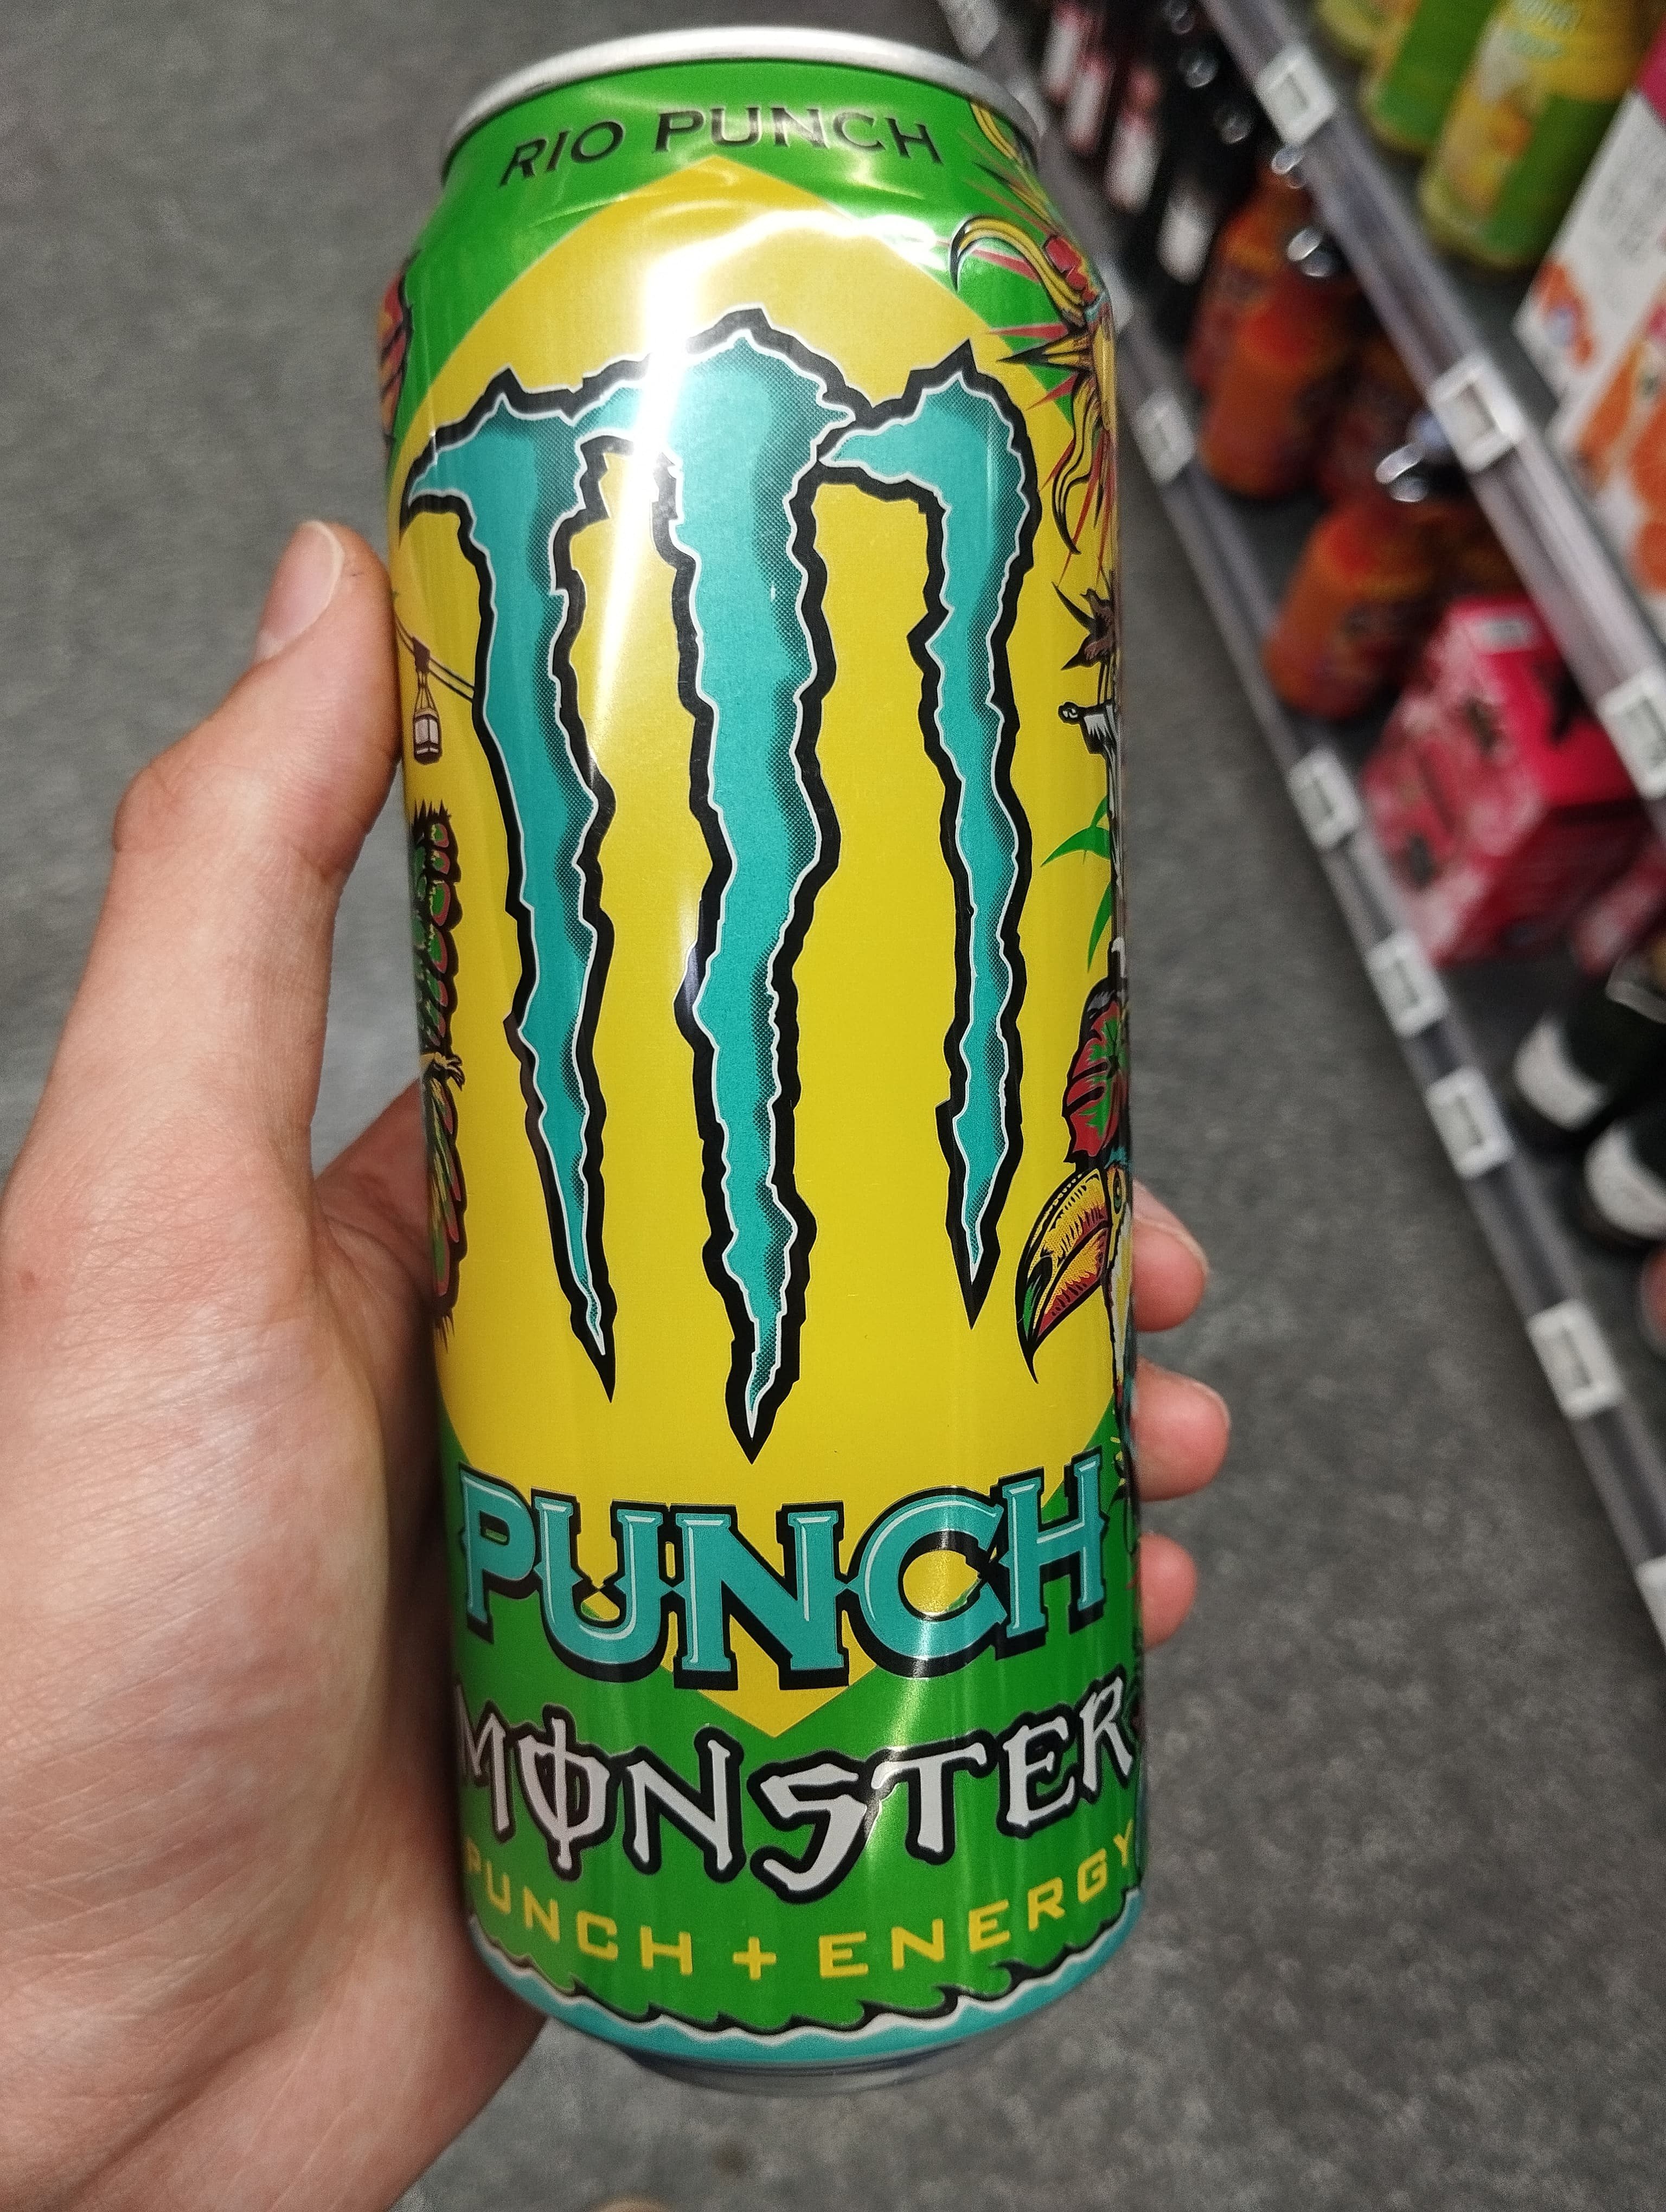 RIO PUNCH
PUNCH
MONSTER
PUNCH + ENERGY